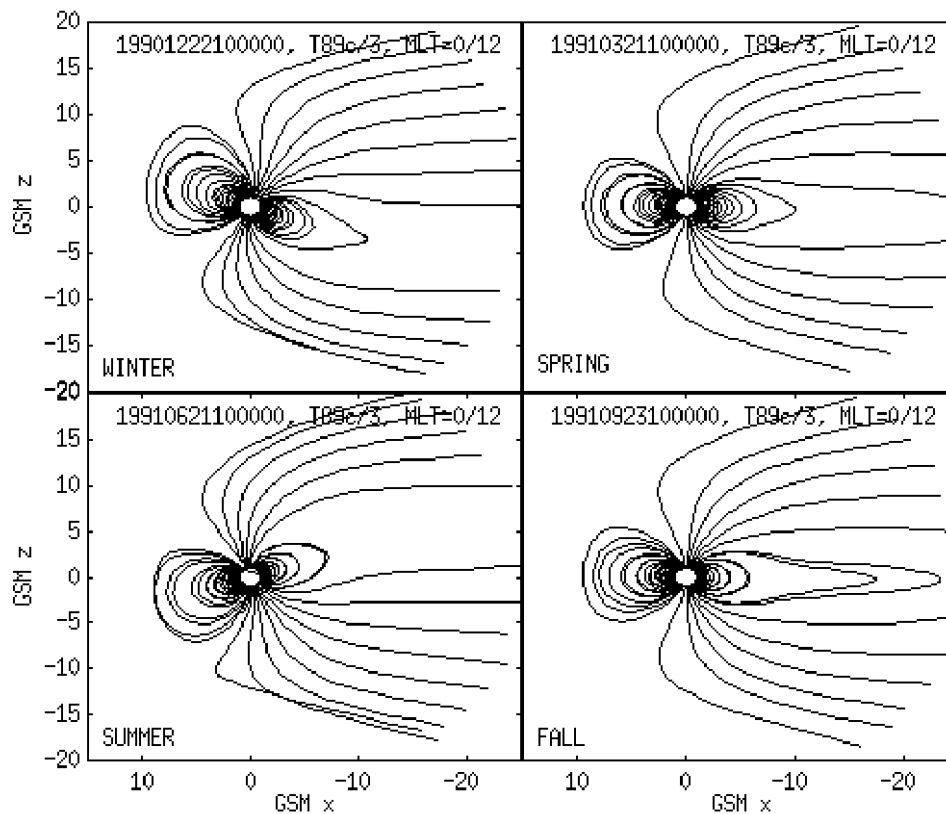 20
15
10
5
0
-5
-10
-15
-20
GSM z
19901222100000, T89c/3, MLT=0/12
WINTER
19910321100000, T89c/3, MLT=0/12
SPRING
20
15
10
5
0
-5
-10
-15
-20
GSM z
19910621100000, T89c/3, MLT=0/12
SUMMER
19910923100000, T89c/3, MLT=0/12
FALL
10 0 -10 -20
GSM x
10 0 -10 -20
GSM x